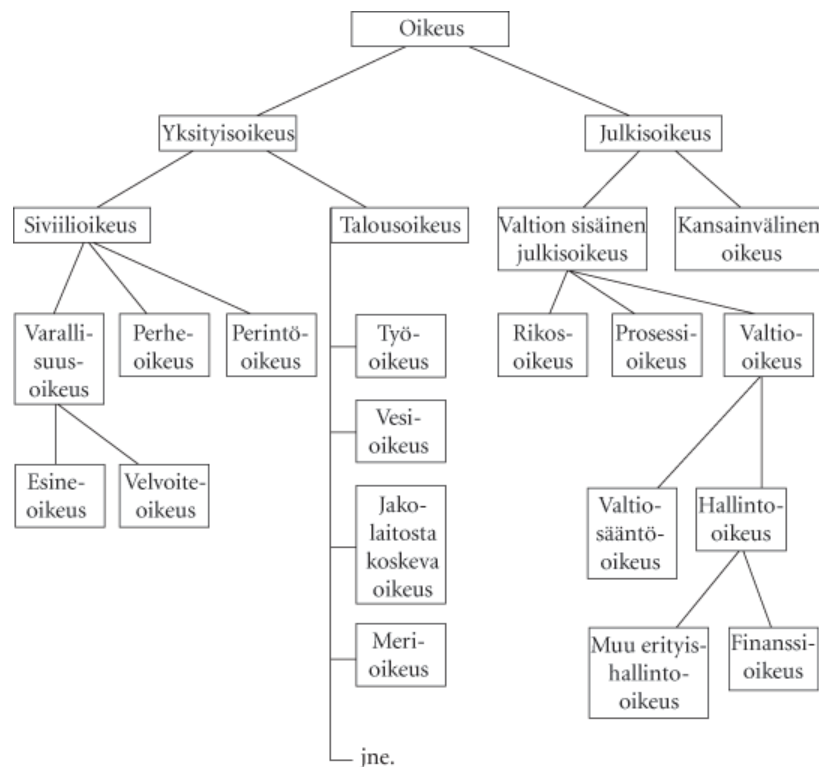 Oikeus
Yksityisoikeus
Julkisoikeus
Siviilioikeus
Talousoikeus
Valtion sisäinen
julkisoikeus
Kansainvälinen
oikeus
Varalli-
suus-
oikeus
Perhe-
oikeus
Perintö-
oikeus
Työ-
oikeus
Rikos-
oikeus
Prosessi-
oikeus
Valtio-
oikeus
Vesi-
oikeus
Esine-
oikeus
Velvoite-
oikeus
Jako-
laitosta
koskeva
oikeus
Valtio-
sääntö-
oikeus
Hallinto-
oikeus
Meri-
oikeus
Muu erityis-
hallinto-
oikeus
Finanssi-
oikeus
jne.